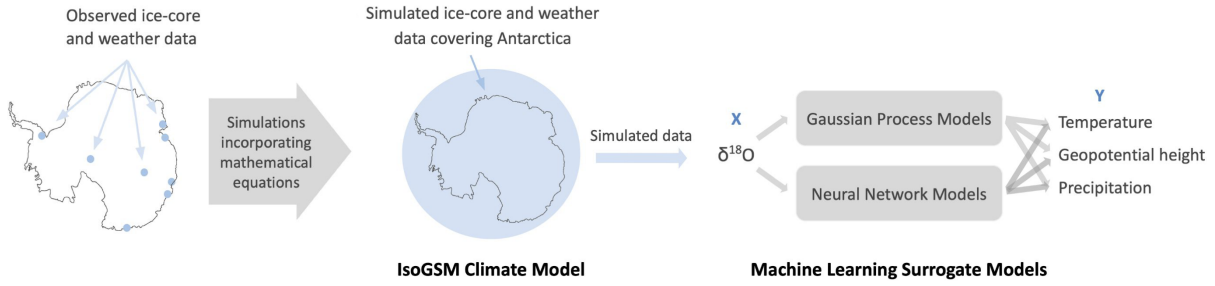 Observed ice-core
and weather data
Simulations
incorporating
mathematical
equations
Simulated ice-core and weather
data covering Antarctica
IsoGSM Climate Model
Simulated data
X
δ¹⁸O
Gaussian Process Models
Neural Network Models
Y
Temperature
Geopotential height
Precipitation
Machine Learning Surrogate Models